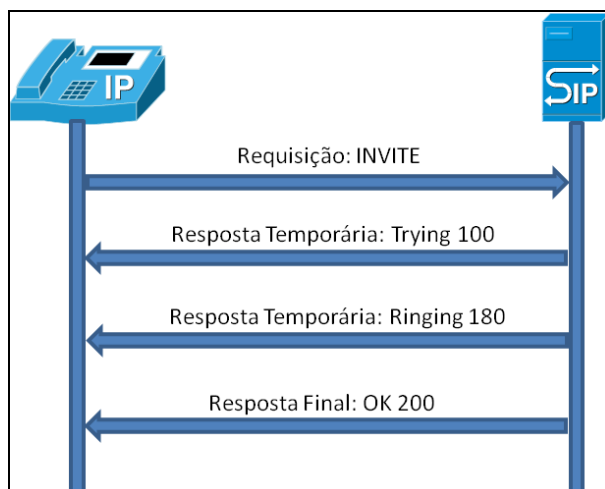 IP
SIP
Requisição: INVITE
Resposta Temporária: Trying 100
Resposta Temporária: Ringing 180
Resposta Final: OK 200